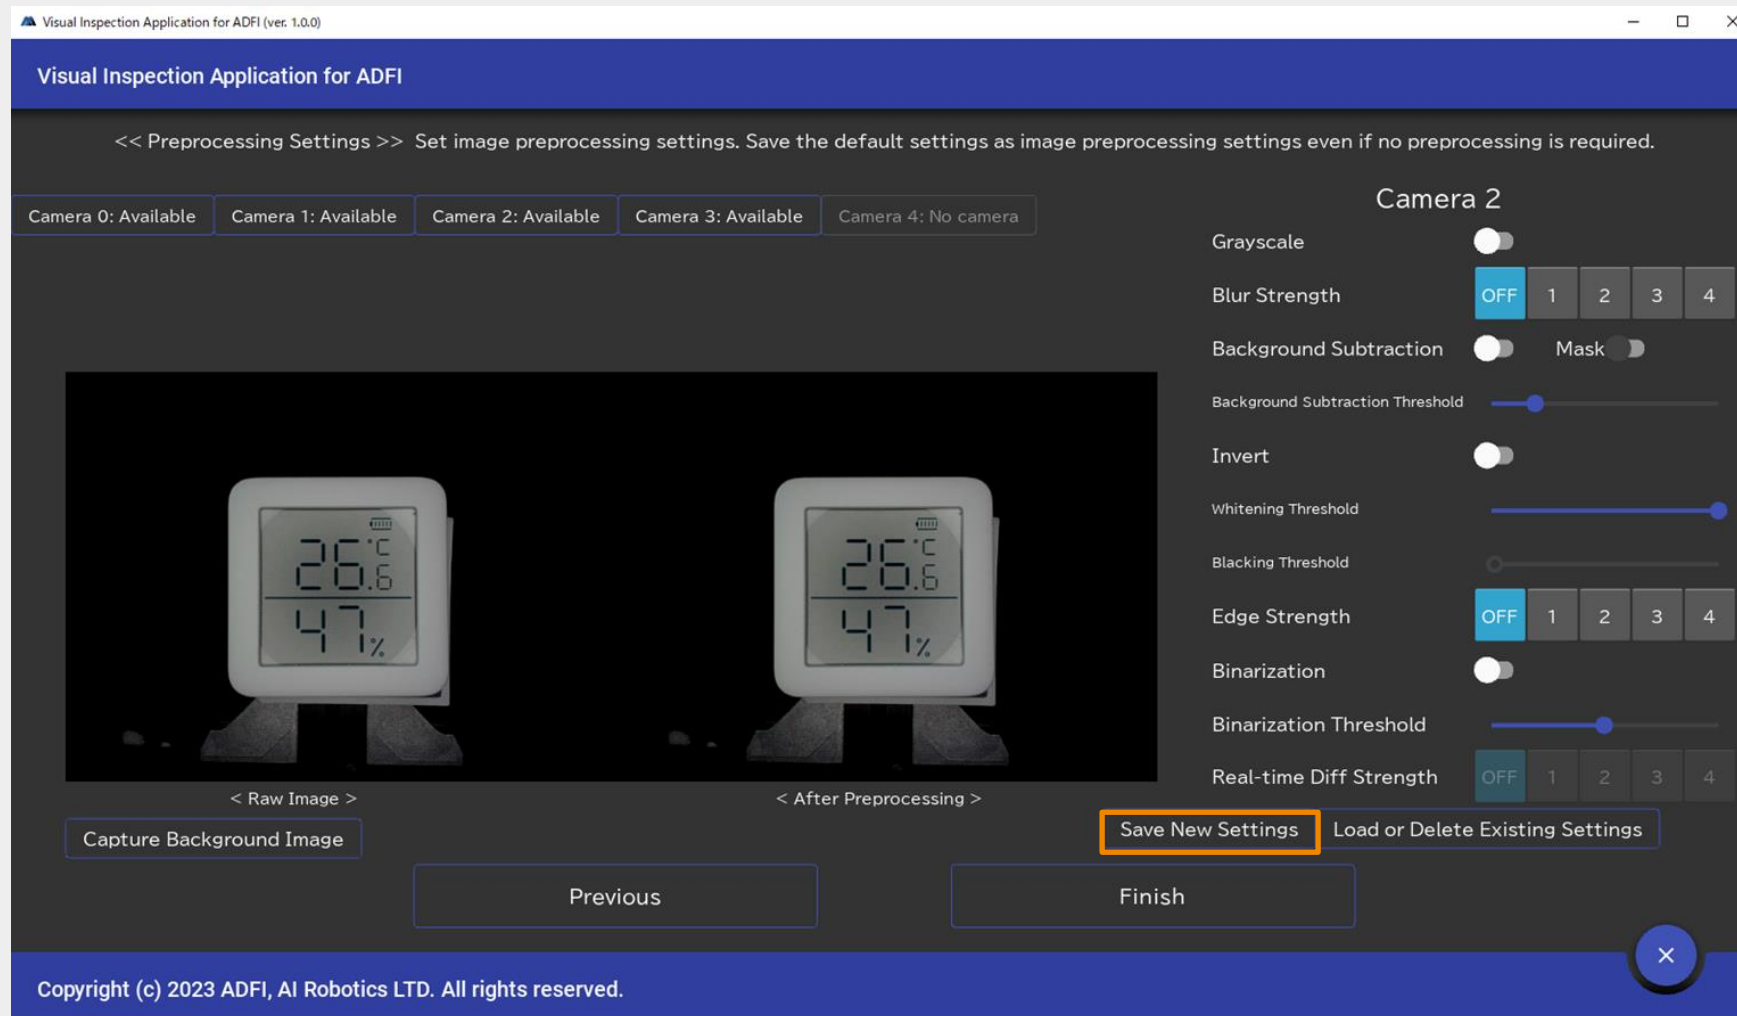 Visual Inspection Application for ADFI (ver. 1.0.0)
Visual Inspection Application for ADFI
<< Preprocessing Settings >> Set image preprocessing settings. Save the default settings as image preprocessing settings even if no preprocessing is required.
Camera 0: Available Camera 1: Available Camera 2: Available Camera 3: Available Camera 4: No camera
Camera 2
Grayscale
Blur Strength OFF 1 2 3 4
Background Subtraction Mask
Background Subtraction Threshold
Invert
Whitening Threshold
Blacking Threshold
Edge Strength OFF 1 2 3 4
Binarization
Binarization Threshold
Real-time Diff Strength OFF 1 2 3 4
26.6 °C
47%
26.6 °C
47%
< Raw Image > < After Preprocessing >
Capture Background Image
Save New Settings Load or Delete Existing Settings
Previous Finish
Copyright (c) 2023 ADFI, AI Robotics LTD. All rights reserved.